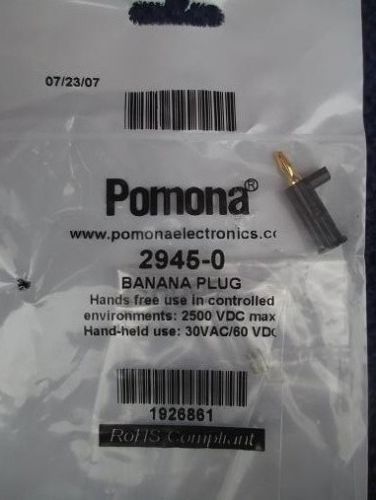 07/23/07
Pomona®
www.pomonaelectronics.cc
2945-0
BANANA PLUG
Hands free use in controlled
environments: 2500 VDC max
Hand-held use: 30VAC/60 VDC
1926861
RoHS Compliant